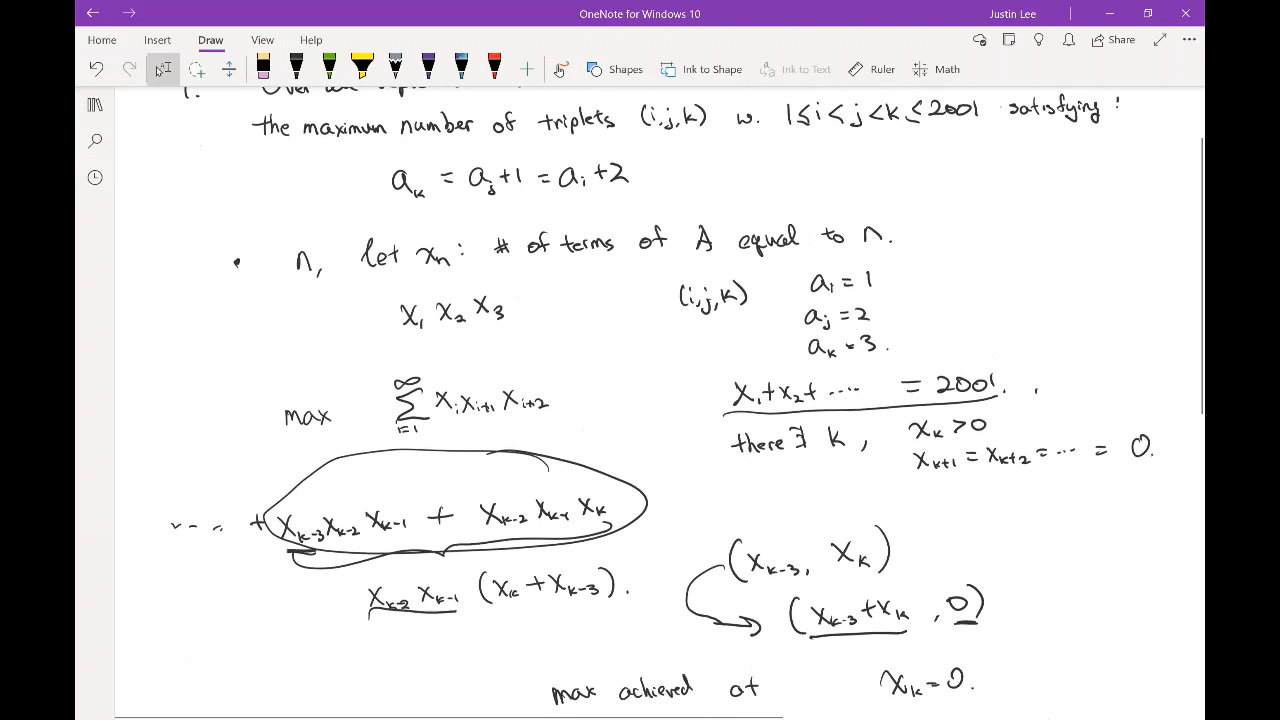 OneNote for Windows 10
Justin Lee
Home Insert Draw View Help
Share
Shapes Ink to Shape Ink to Text Ruler Math
1.
the maximum number of triplets (i,j,k) w. 1≤i<j<k≤2001 satisfying:
a_k = a_j+1 = a_i+2
• n, let x_n: # of terms of A equal to n.
x_1 x_2 x_3
(i,j,k)
a_i = 1
a_j = 2
a_k = 3.
max ∑_{i=1}^{∞} x_i x_{i+1} x_{i+2}
x_1+x_2+ ···· = 2001.
there ∃ k, x_k >0
x_{k+1} = x_{k+2} = ··· = 0.
--- + x_{k-3} x_{k-2} x_{k-1} + x_{k-2} x_{k-1} x_k
x_{k-2} x_{k-1} (x_k + x_{k-3}).
(x_{k-3}, x_k)
(x_{k-3}+x_k, 0)
max achieved at x_k = 0.